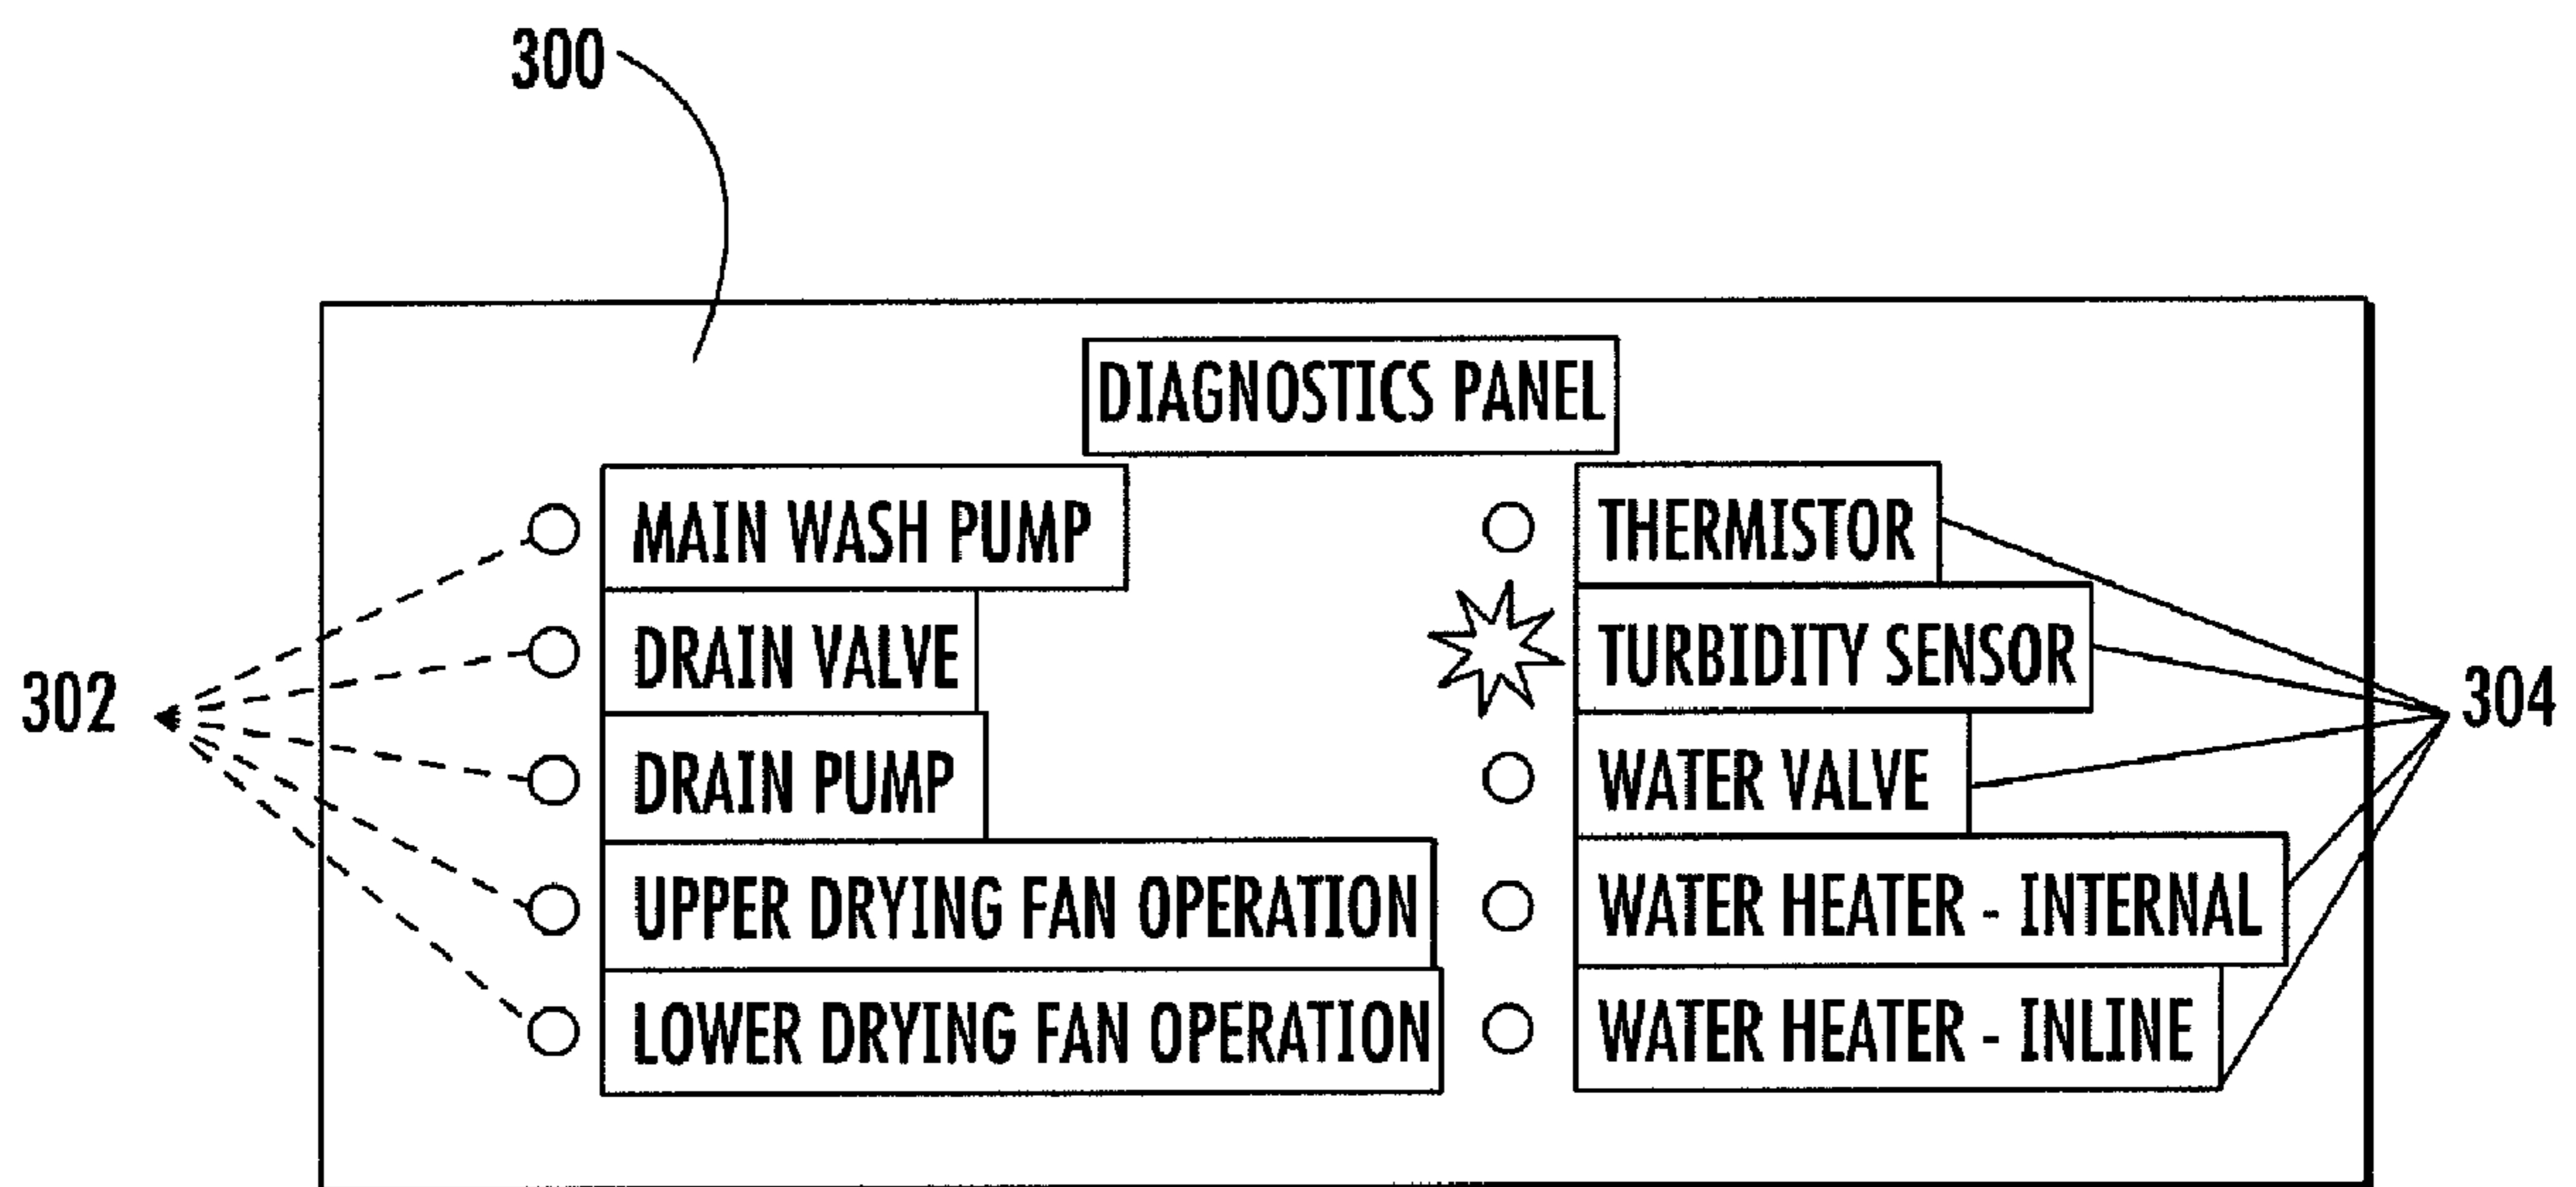 300
DIAGNOSTICS PANEL
MAIN WASH PUMP
DRAIN VALVE
DRAIN PUMP
UPPER DRYING FAN OPERATION
LOWER DRYING FAN OPERATION
THERMISTOR
TURBIDITY SENSOR
WATER VALVE
WATER HEATER - INTERNAL
WATER HEATER - INLINE
302
304